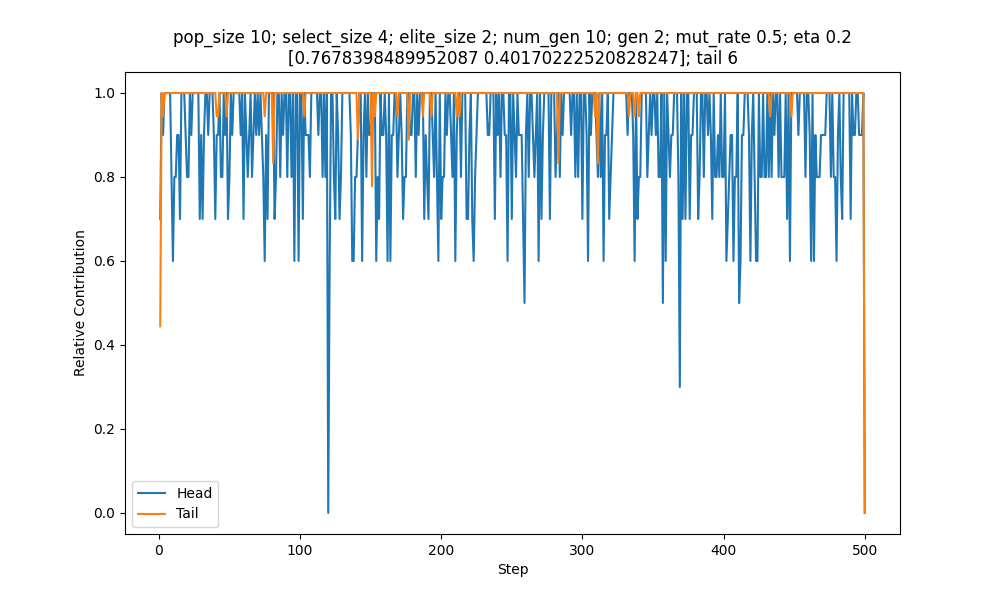 pop_size 10; select_size 4; elite_size 2; num_gen 10; gen 2; mut_rate 0.5; eta 0.2
[0.7678398489952087 0.40170222520828247]; tail 6
1.0
0.8
0.6
0.4
0.2
0.0
Relative Contribution
Head
Tail
0
100
200
300
400
500
Step